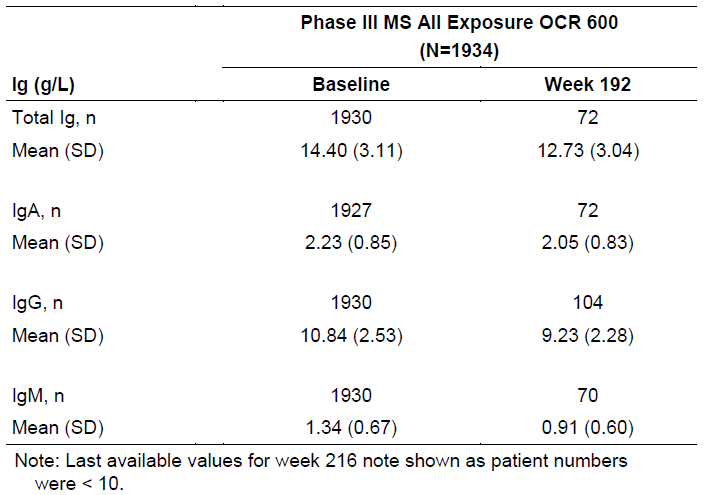 Phase III MS All Exposure OCR 600
(N=1934)
Ig (g/L) Baseline Week 192
Total Ig, n 1930 72
Mean (SD) 14.40 (3.11) 12.73 (3.04)
IgA, n 1927 72
Mean (SD) 2.23 (0.85) 2.05 (0.83)
IgG, n 1930 104
Mean (SD) 10.84 (2.53) 9.23 (2.28)
IgM, n 1930 70
Mean (SD) 1.34 (0.67) 0.91 (0.60)
Note: Last available values for week 216 note shown as patient numbers
were < 10.